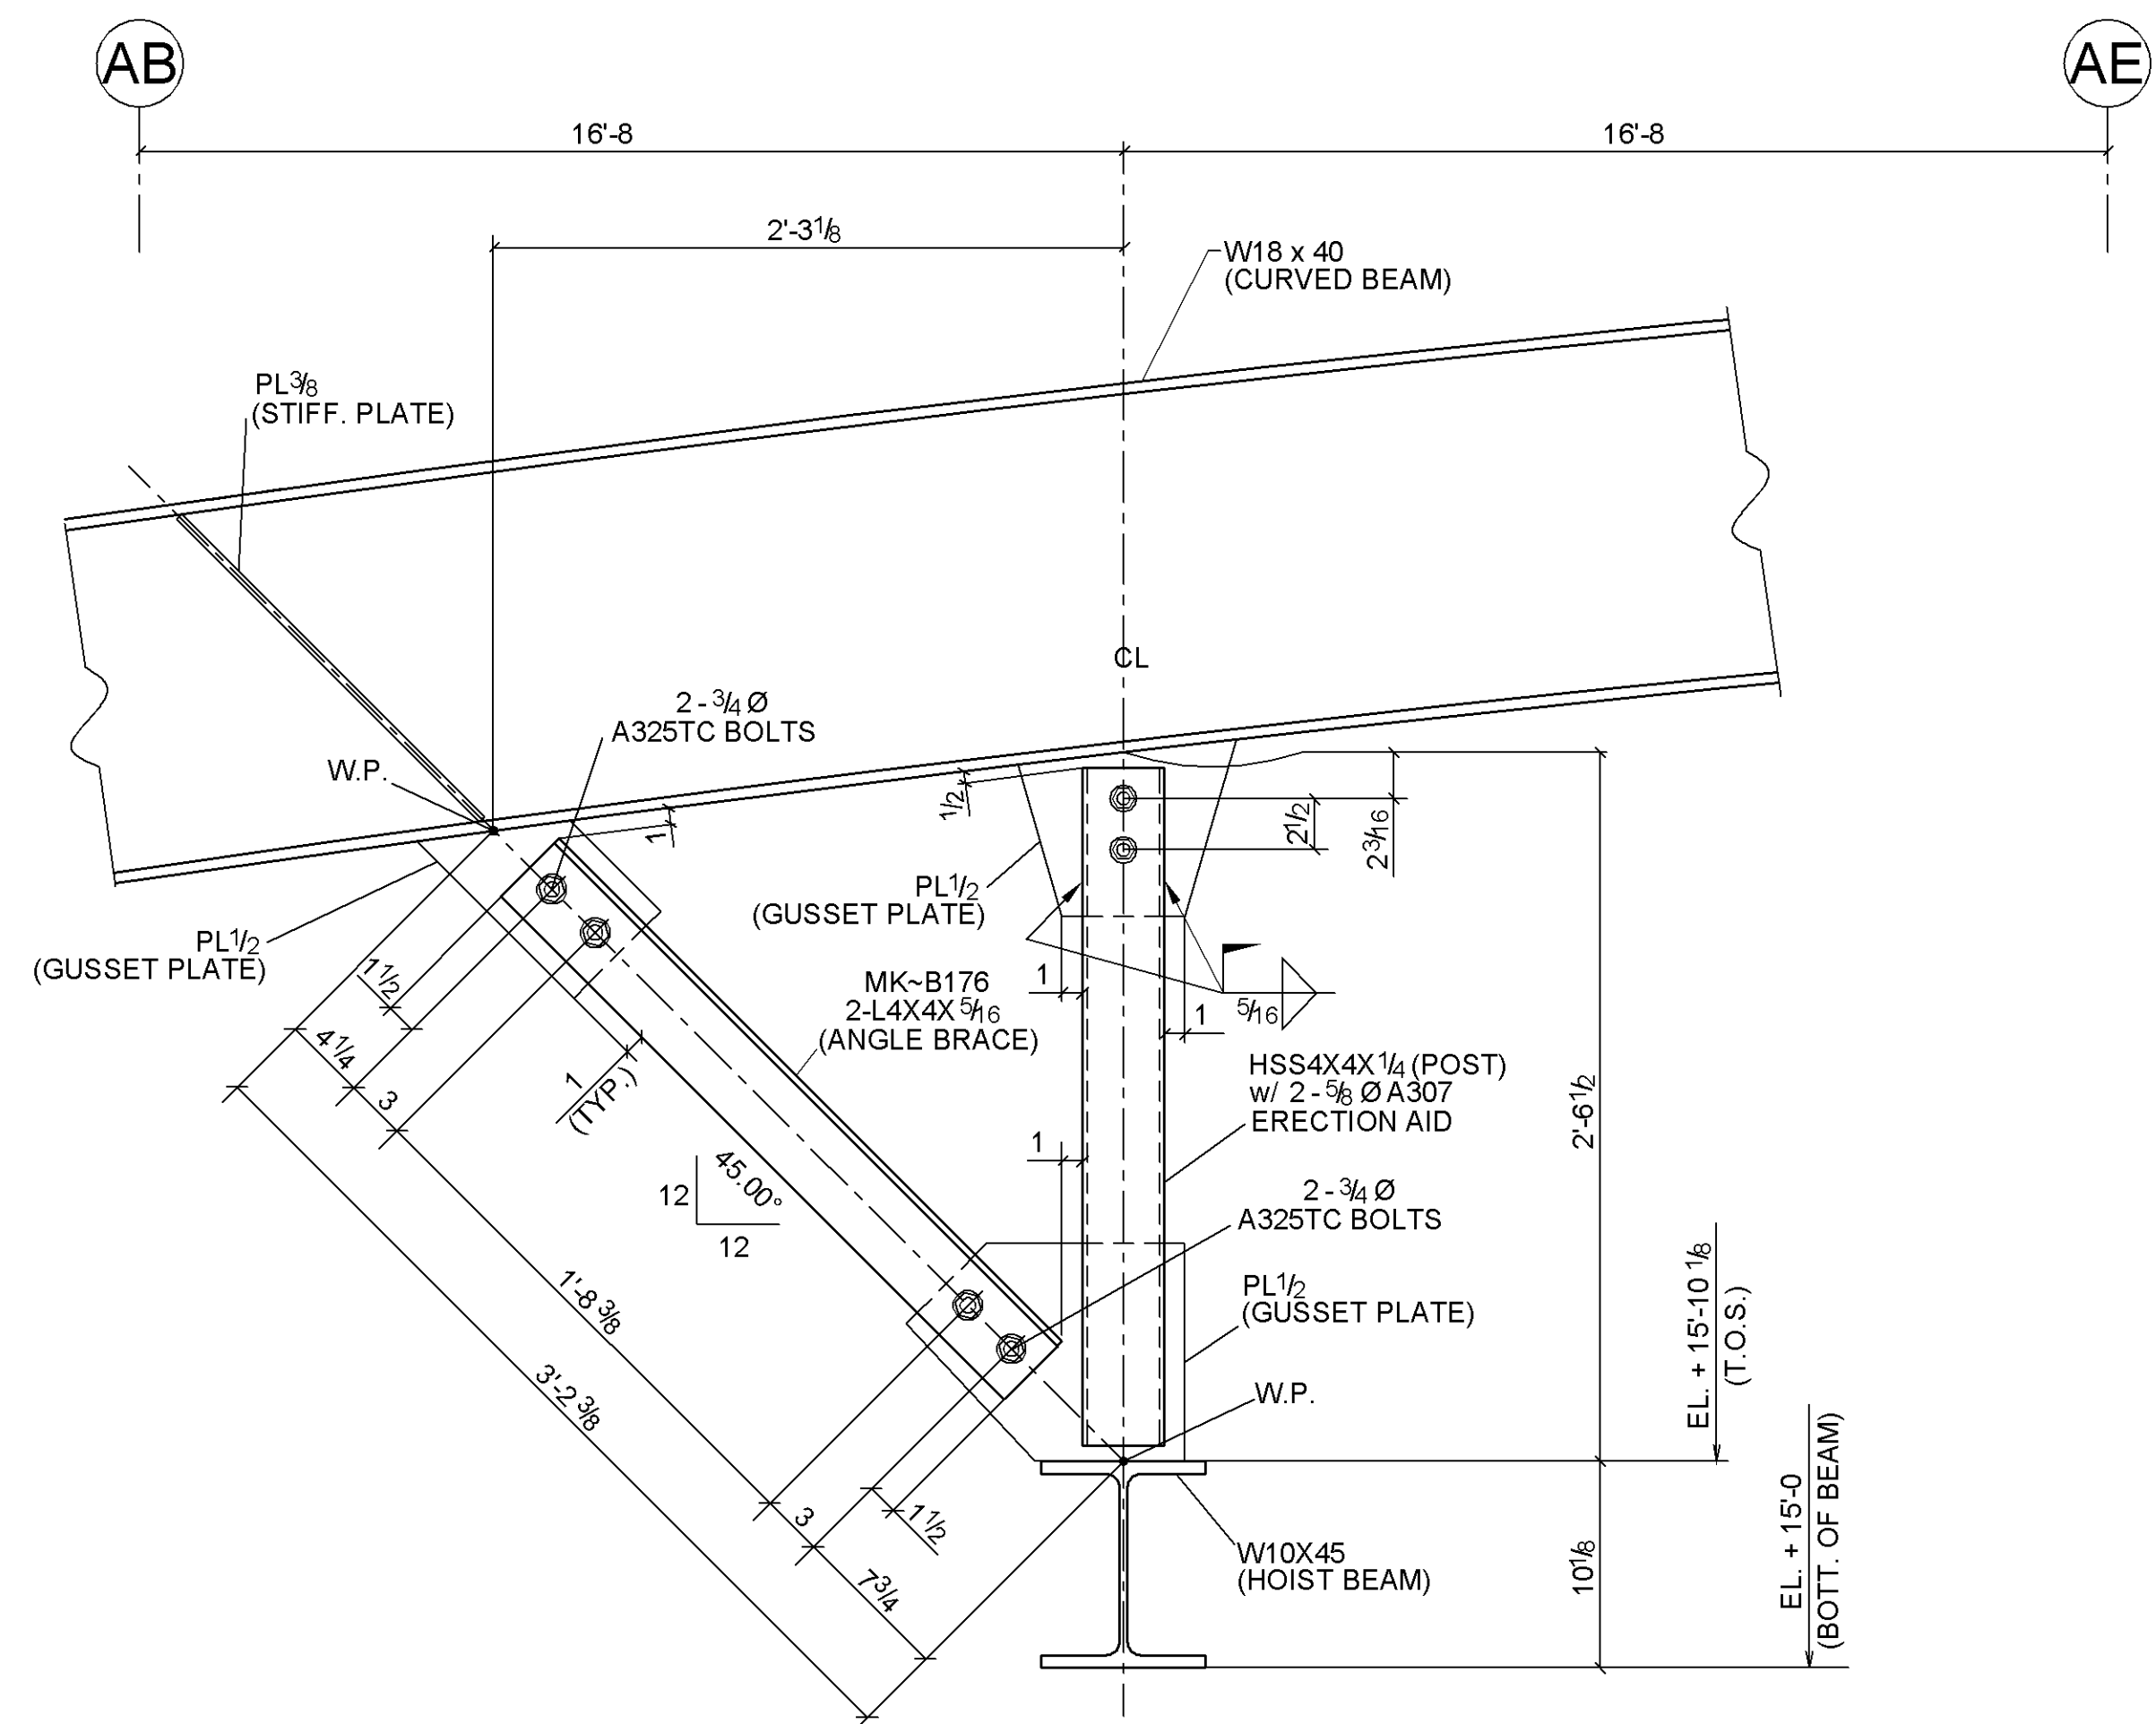 AB
AE
16'-8
16'-8
2'-3 1/8
W18 x 40
(CURVED BEAM)
PL 3/8
(STIFF. PLATE)
CL
2 - 3/4 Ø
A325TC BOLTS
W.P.
1/2
1
2 1/2
2 3/16
PL 1/2
(GUSSET PLATE)
PL 1/2
(GUSSET PLATE)
1 1/2
MK~B176
2-L4X4X 5/16
(ANGLE BRACE)
1
5/16
1
4 1/4
3
1
(TYP.)
HSS4X4X 1/4 (POST)
w/ 2 - 5/8 Ø A307
ERECTION AID
2'-6 1/2
1
45.00°
12
12
2 - 3/4 Ø
A325TC BOLTS
1'-8 3/8
3'-2 3/8
PL 1/2
(GUSSET PLATE)
EL. + 15'-10 1/8
(T.O.S.)
W.P.
3
1 1/2
7 3/4
W10X45
(HOIST BEAM)
10 1/8
EL. + 15'-0
(BOTT. OF BEAM)